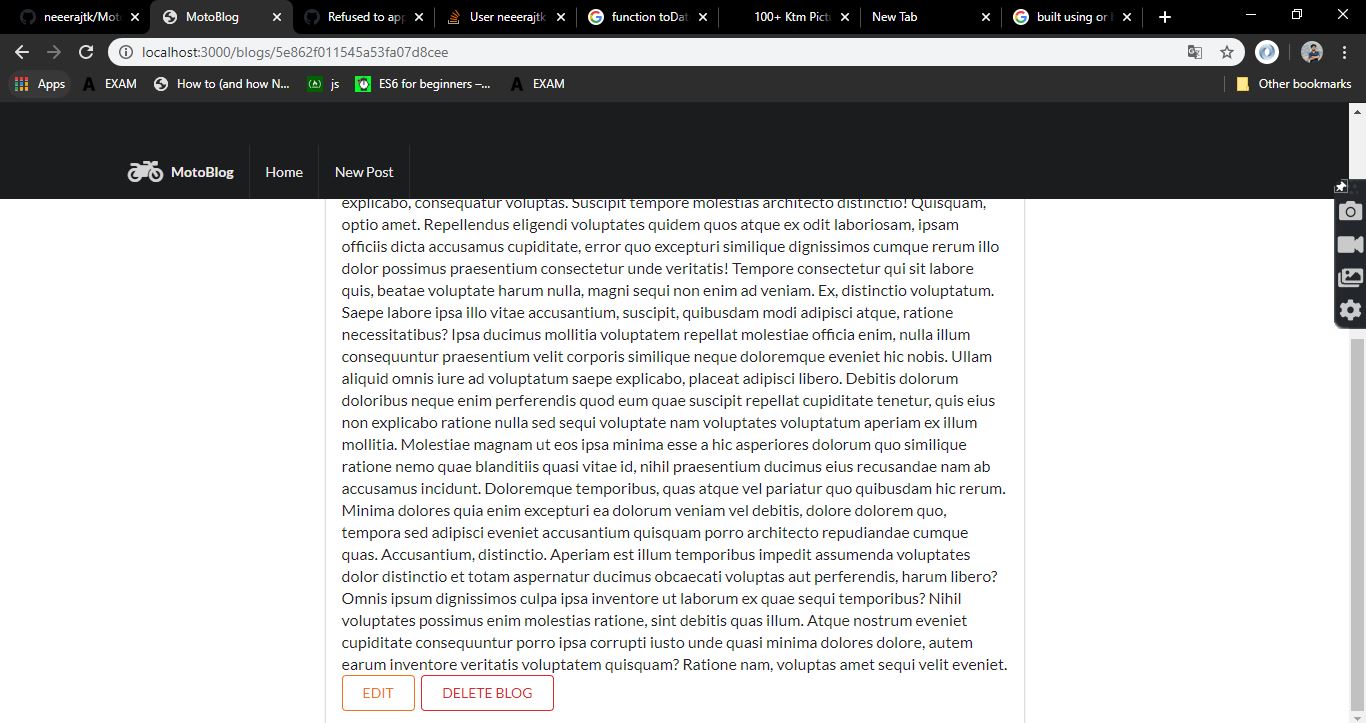 neeerajtk/Mot
MotoBlog
Refused to app
User neeerajtk
function toDat
100+ Ktm Pict
New Tab
built using or b
localhost:3000/blogs/5e862f011545a53fa07d8cee
Apps
EXAM
How to (and how N...
js
ES6 for beginners –...
EXAM
Other bookmarks
MotoBlog
Home
New Post
explicabo, consequatur voluptas. Suscipit tempore molestias architecto distinctio! Quisquam,
optio amet. Repellendus eligendi voluptates quidem quos atque ex odit laboriosam, ipsam
officiis dicta accusamus cupiditate, error quo excepturi similique dignissimos cumque rerum illo
dolor possimus praesentium consectetur unde veritatis! Tempore consectetur qui sit labore
quis, beatae voluptate harum nulla, magni sequi non enim ad veniam. Ex, distinctio voluptatum.
Saepe labore ipsa illo vitae accusantium, suscipit, quibusdam modi adipisci atque, ratione
necessitatibus? Ipsa ducimus mollitia voluptatem repellat molestiae officia enim, nulla illum
consequuntur praesentium velit corporis similique neque doloremque eveniet hic nobis. Ullam
aliquid omnis iure ad voluptatum saepe explicabo, placeat adipisci libero. Debitis dolorum
doloribus neque enim perferendis quod eum quae suscipit repellat cupiditate tenetur, quis eius
non explicabo ratione nulla sed sequi voluptate nam voluptates voluptatum aperiam ex illum
mollitia. Molestiae magnam ut eos ipsa minima esse a hic asperiores dolorum quo similique
ratione nemo quae blanditiis quasi vitae id, nihil praesentium ducimus eius recusandae nam ab
accusamus incidunt. Doloremque temporibus, quas atque vel pariatur quo quibusdam hic rerum.
Minima dolores quia enim excepturi ea dolorum veniam vel debitis, dolore dolorem quo,
tempora sed adipisci eveniet accusantium quisquam porro architecto repudiandae cumque
quas. Accusantium, distinctio. Aperiam est illum temporibus impedit assumenda voluptates
dolor distinctio et totam aspernatur ducimus obcaecati voluptas aut perferendis, harum libero?
Omnis ipsum dignissimos culpa ipsa inventore ut laborum ex quae sequi temporibus? Nihil
voluptates possimus enim molestias ratione, sint debitis quas illum. Atque nostrum eveniet
cupiditate consequuntur porro ipsa corrupti iusto unde quasi minima dolores dolore, autem
earum inventore veritatis voluptatem quisquam? Ratione nam, voluptas amet sequi velit eveniet.
EDIT
DELETE BLOG